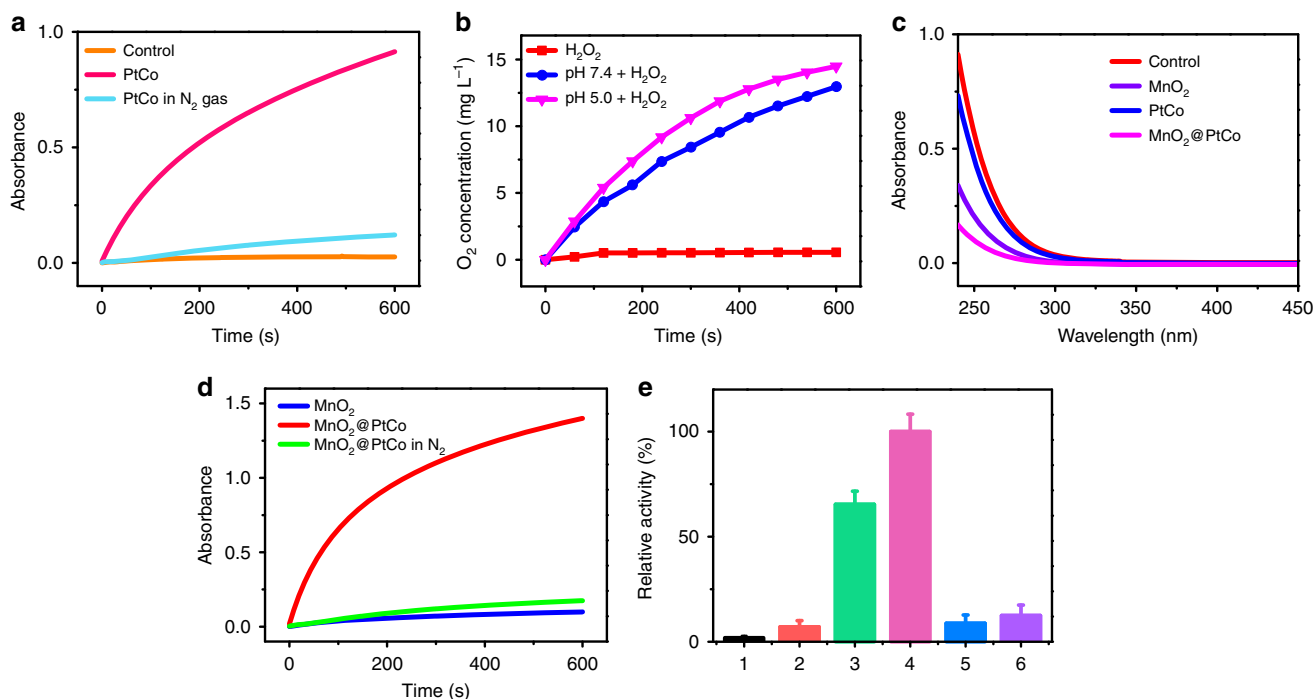 a
Absorbance
1.0
0.5
0.0
Control
PtCo
PtCo in N₂ gas
0
200
400
600
Time (s)
b
O₂ concentration (mg L⁻¹)
15
10
5
0
H₂O₂
pH 7.4 + H₂O₂
pH 5.0 + H₂O₂
0
200
400
600
Time (s)
c
Absorbance
1.0
0.5
0.0
Control
MnO₂
PtCo
MnO₂@PtCo
250
300
350
400
450
Wavelength (nm)
d
Absorbance
1.5
1.0
0.5
0.0
MnO₂
MnO₂@PtCo
MnO₂@PtCo in N₂
0
200
400
600
Time (s)
e
Relative activity (%)
100
50
0
1
2
3
4
5
6